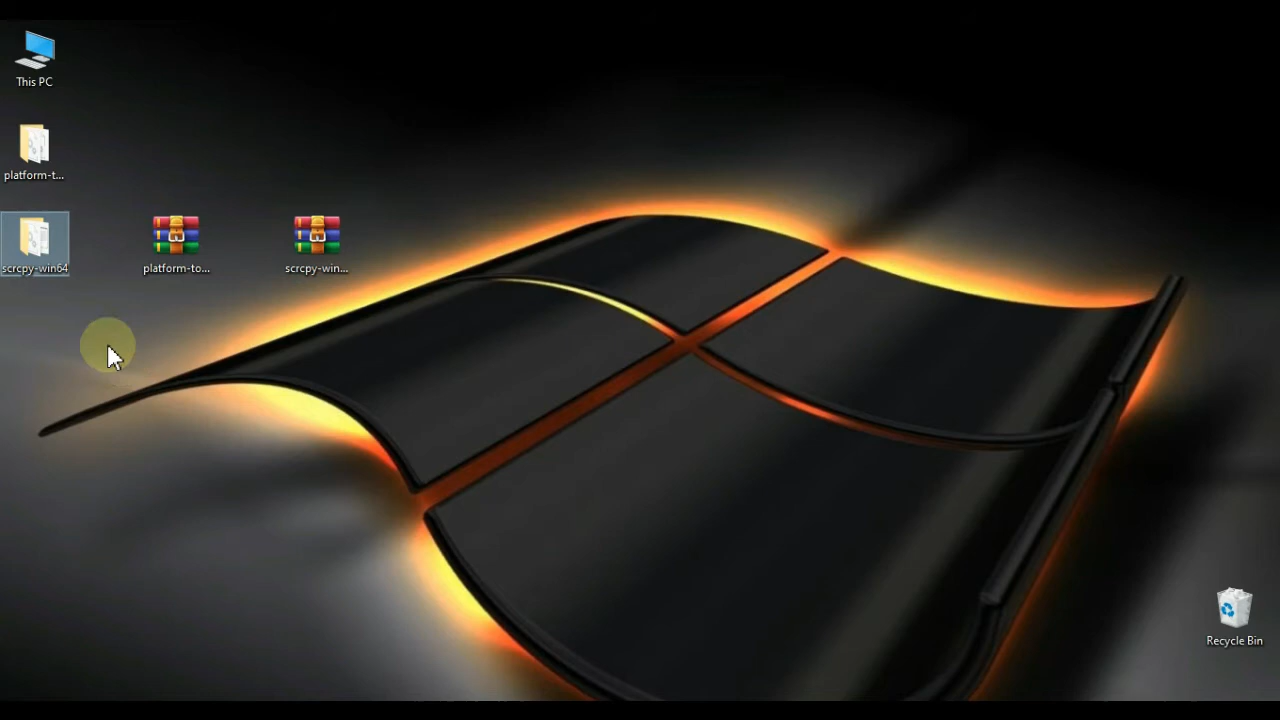 This PC
platform-t...
scrcpy-win64
platform-to...
scrcpy-win...
Recycle Bin